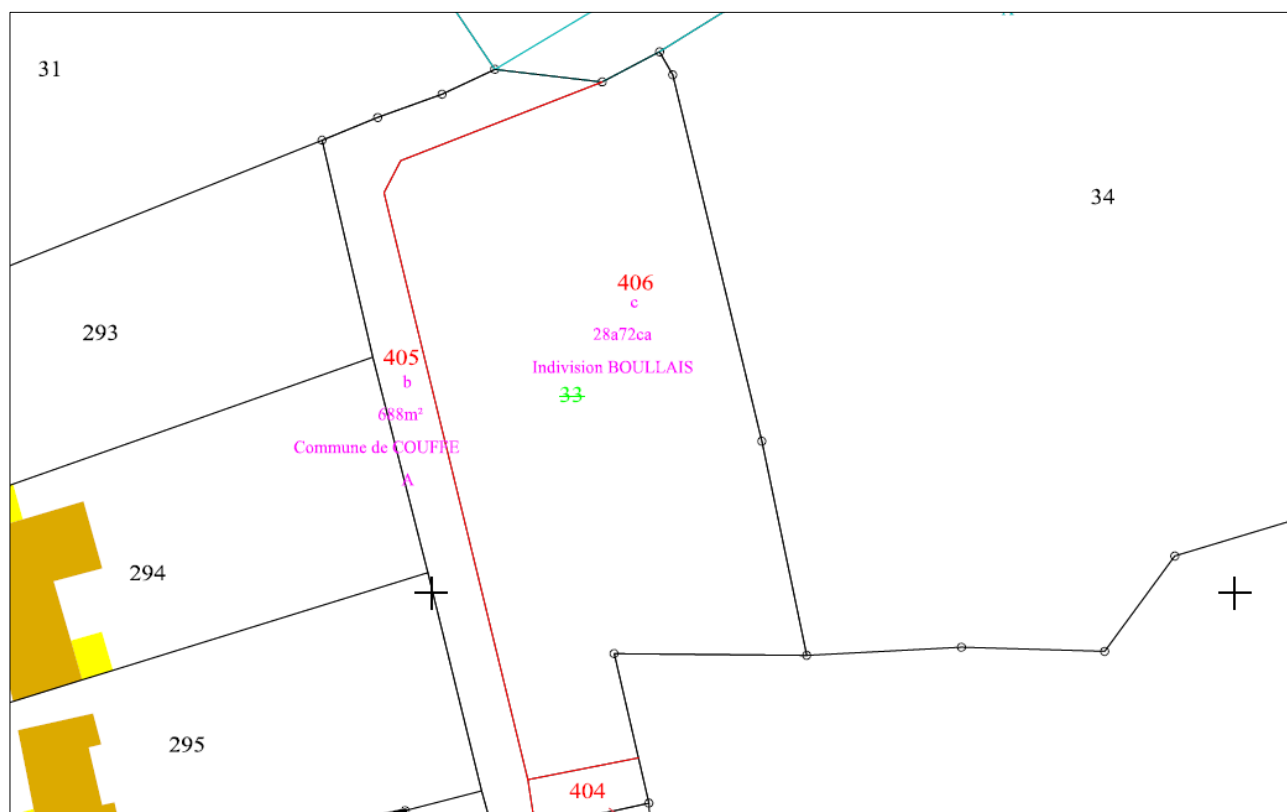 31
34
406
c
28a72ca
Indivision BOULLAIS
33
293
405
b
688m²
Commune de COUFFE
A
294
295
404